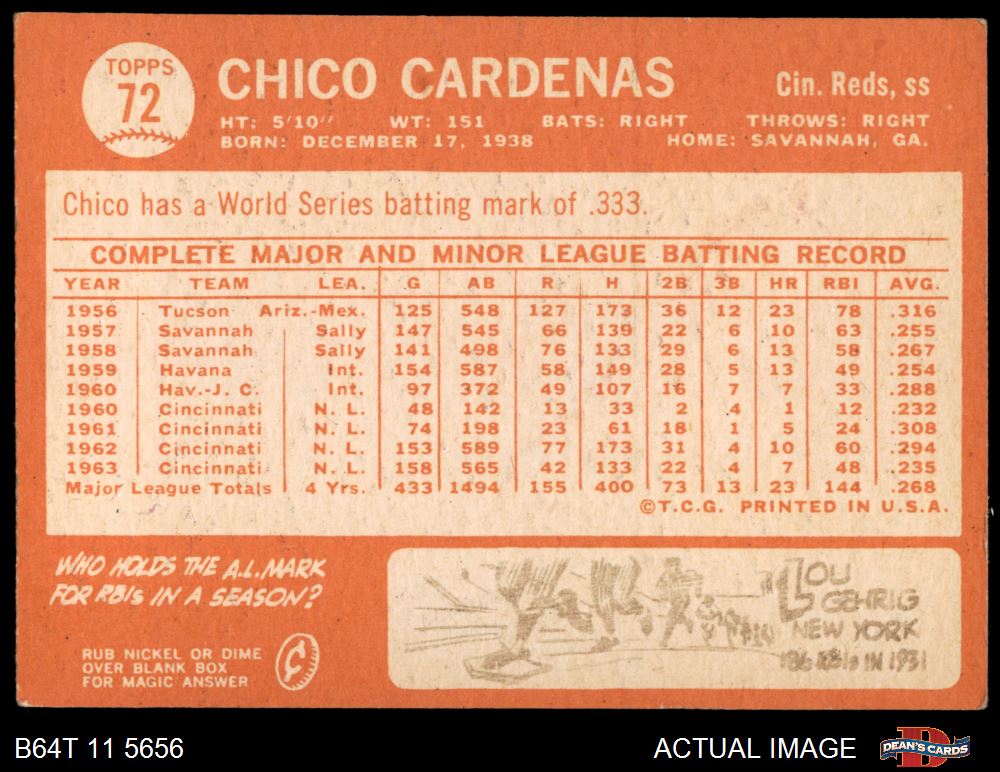 TOPPS
72
CHICO CARDENAS
Cin. Reds, ss
HT: 5'10" WT: 151 BATS: RIGHT THROWS: RIGHT
BORN: DECEMBER 17, 1938 HOME: SAVANNAH, GA.
Chico has a World Series batting mark of .333.
COMPLETE MAJOR AND MINOR LEAGUE BATTING RECORD
YEAR TEAM LEA. G AB R H 2B 3B HR RBI AVG.
1956 Tucson Ariz.-Mex. 125 548 127 173 36 12 23 78 .316
1957 Savannah Sally 147 545 66 139 22 6 10 63 .255
1958 Savannah Sally 141 498 76 133 29 6 13 58 .267
1959 Havana Int. 154 587 58 149 28 5 13 49 .254
1960 Hav.-J. C. Int. 97 372 49 107 16 7 7 33 .288
1960 Cincinnati N. L. 48 142 13 33 2 4 1 12 .232
1961 Cincinnati N. L. 74 198 23 61 18 1 5 24 .308
1962 Cincinnati N. L. 153 589 77 173 31 4 10 60 .294
1963 Cincinnati N. L. 158 565 42 133 22 4 7 48 .235
Major League Totals 4 Yrs. 433 1494 155 400 73 13 23 144 .268
©T.C.G. PRINTED IN U.S.A.
WHO HOLDS THE A.L. MARK
FOR RBIs IN A SEASON?
RUB NICKEL OR DIME
OVER BLANK BOX
FOR MAGIC ANSWER
LOU
GEHRIG
NEW YORK
RBIs IN 1931
B64T 11 5656
ACTUAL IMAGE
DEAN'S CARDS